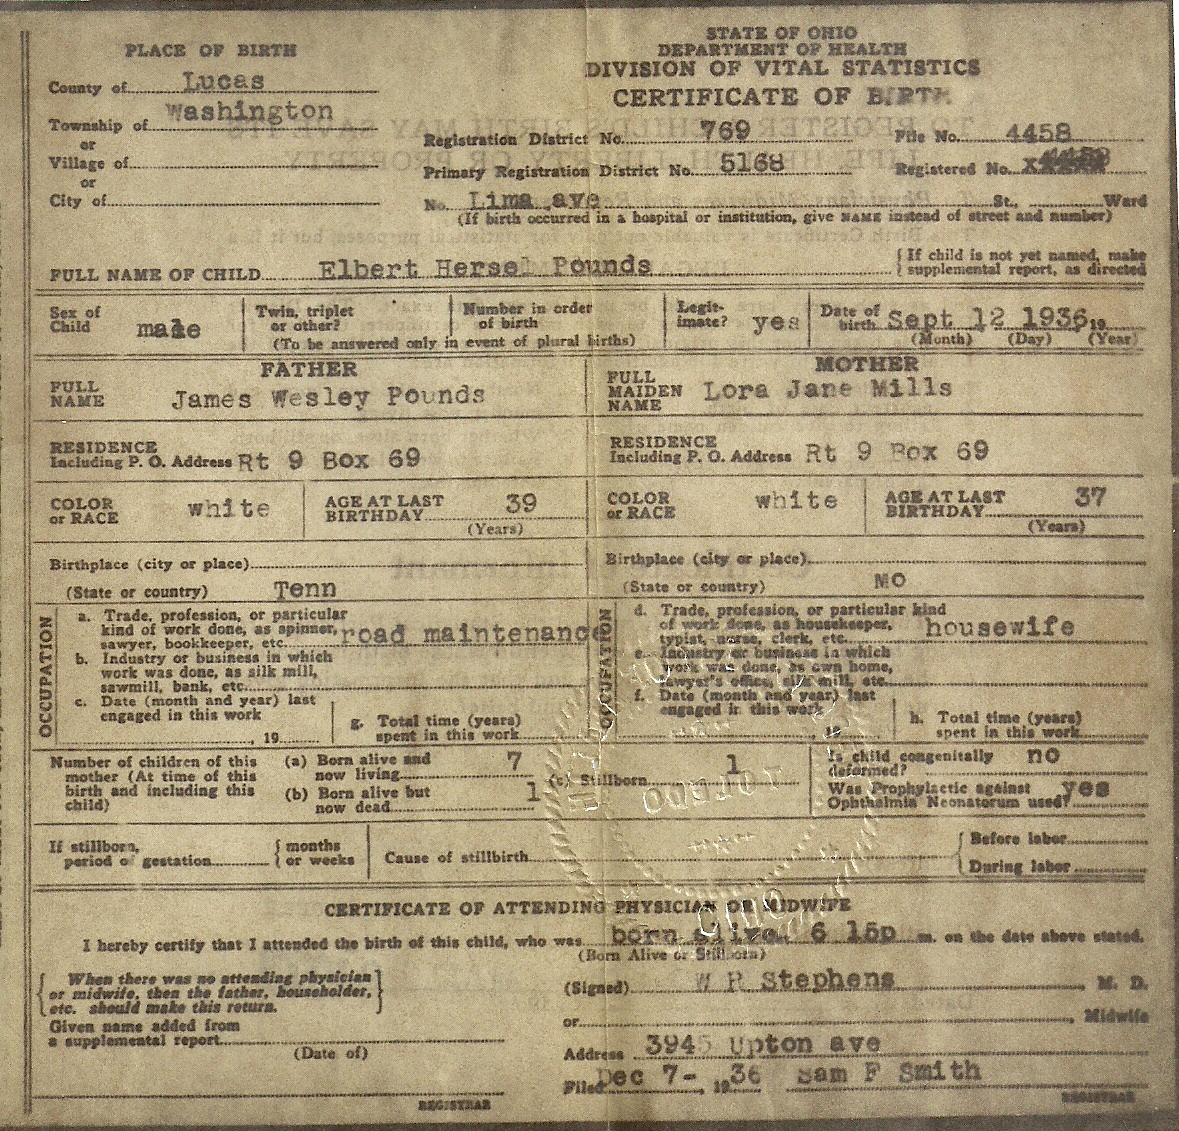 PLACE OF BIRTH
County of Lucas
Township of Washington
or
Village of
or
City of
STATE OF OHIO
DEPARTMENT OF HEALTH
DIVISION OF VITAL STATISTICS
CERTIFICATE OF BIRTH
Registration District No. 769 File No. 4458
Primary Registration District No. 5168 Registered No.
No. Lima ave St., Ward
(If birth occurred in a hospital or institution, give NAME instead of street and number)
FULL NAME OF CHILD Elbert Hersel Pounds { If child is not yet named, make supplemental report, as directed
Sex of Child male
Twin, triplet or other?
Number in order of birth
(To be answered only in event of plural births)
Legit-imate? yes
Date of birth Sept 12 1936, 19
(Month) (Day) (Year)
FATHER
FULL NAME James Wesley Pounds
MOTHER
FULL MAIDEN NAME Lora Jane Mills
RESIDENCE
Including P. O. Address Rt 9 Box 69
RESIDENCE
Including P. O. Address Rt 9 Box 69
COLOR or RACE white
AGE AT LAST BIRTHDAY 39
(Years)
COLOR or RACE white
AGE AT LAST BIRTHDAY 37
(Years)
Birthplace (city or place)
(State or country) Tenn
Birthplace (city or place)
(State or country) MO
OCCUPATION
a. Trade, profession, or particular
kind of work done, as spinner,
sawyer, bookkeeper, etc. road maintenance
b. Industry or business in which
work was done, as silk mill,
sawmill, bank, etc.
c. Date (month and year) last
engaged in this work
, 19
g. Total time (years)
spent in this work
OCCUPATION
d. Trade, profession, or particular kind
of work done, as housekeeper,
typist, nurse, clerk, etc. housewife
e. Industry or business in which
work was done, as own home,
lawyer's office, silk mill, etc.
f. Date (month and year) last
engaged in this work
, 19
h. Total time (years)
spent in this work
Number of children of this
mother (At time of this
birth and including this
child)
(a) Born alive and
now living 7
(b) Born alive but
now dead 1
(c) Stillborn 1
Is child congenitally
deformed? no
Was Prophylactic against
Ophthalmia Neonatorum used? yes
If stillborn,
period of gestation { months
or weeks
Cause of stillbirth
{ Before labor
During labor
TOLEDO
OHIO
CERTIFICATE OF ATTENDING PHYSICIAN OR MIDWIFE
I hereby certify that I attended the birth of this child, who was born alive 6 15p m. on the date above stated.
(Born Alive or Stillborn)
{ When there was no attending physician
or midwife, then the father, householder,
etc. should make this return. }
Given name added from
a supplemental report
(Date of)
REGISTRAR
(Signed) W R Stephens M. D.
or , Midwife
Address 3945 Upton ave
Filed Dec 7- , 19 36 Sam F Smith
REGISTRAR